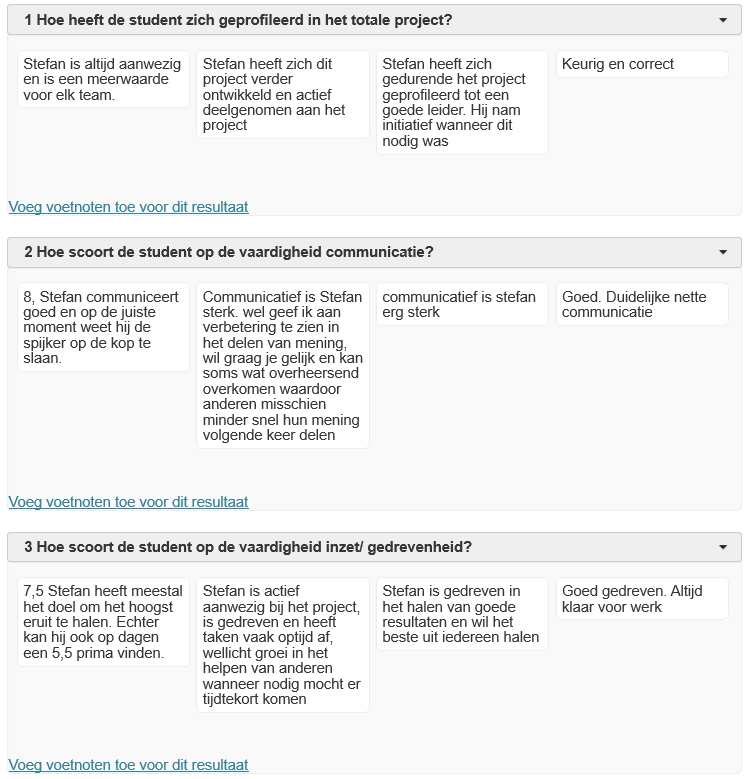 1 Hoe heeft de student zich geprofileerd in het totale project?
Stefan is altijd aanwezig
en is een meerwaarde
voor elk team.
Stefan heeft zich dit
project verder
ontwikkeld en actief
deelgenomen aan het
project
Stefan heeft zich
gedurende het project
geprofileerd tot een
goede leider. Hij nam
initiatief wanneer dit
nodig was
Keurig en correct
Voeg voetnoten toe voor dit resultaat
2 Hoe scoort de student op de vaardigheid communicatie?
8, Stefan communiceert
goed en op de juiste
moment weet hij de
spijker op de kop te
slaan.
Communicatief is Stefan
sterk. wel geef ik aan
verbetering te zien in
het delen van mening,
wil graag je gelijk en kan
soms wat overheersend
overkomen waardoor
anderen misschien
minder snel hun mening
volgende keer delen
communicatief is stefan
erg sterk
Goed. Duidelijke nette
communicatie
Voeg voetnoten toe voor dit resultaat
3 Hoe scoort de student op de vaardigheid inzet/ gedrevenheid?
7,5 Stefan heeft meestal
het doel om het hoogst
eruit te halen. Echter
kan hij ook op dagen
een 5,5 prima vinden.
Stefan is actief
aanwezig bij het project,
is gedreven en heeft
taken vaak optijd af,
wellicht groei in het
helpen van anderen
wanneer nodig mocht er
tijdtekort komen
Stefan is gedreven in
het halen van goede
resultaten en wil het
beste uit iedereen halen
Goed gedreven. Altijd
klaar voor werk
Voeg voetnoten toe voor dit resultaat